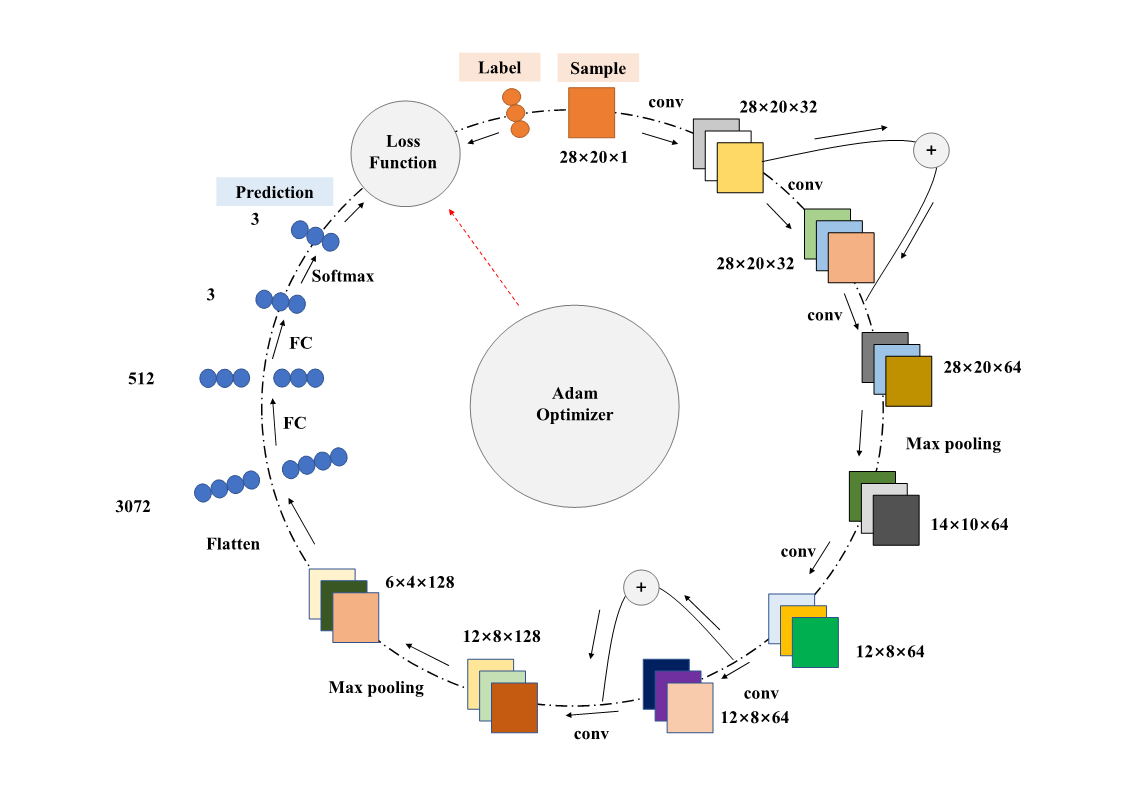 Label
Sample
28×20×1
conv
28×20×32
+
conv
28×20×32
conv
28×20×64
Max pooling
14×10×64
conv
12×8×64
conv
12×8×64
+
conv
12×8×128
Max pooling
6×4×128
Flatten
3072
FC
512
FC
3
Softmax
3
Prediction
Loss
Function
Adam
Optimizer